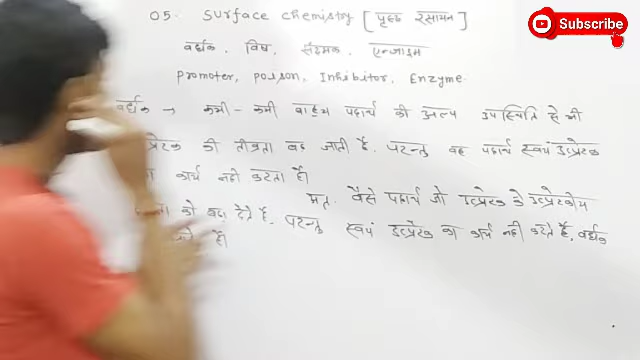 Subscribe
05. Surface chemistry [पृष्ठ रसायन]
वर्द्धक, विष, संदमक, एन्जाइम
Promoter, poison, Inhibitor, Enzyme.
वर्द्धक → कभी-कभी बाह्य पदार्थ की अल्प उपस्थिति से भी
प्रेरक की तीव्रता बढ़ जाती है. परन्तु वह पदार्थ स्वयं उत्प्रेरक
कार्य नहीं करता है।
अतः वैसे पदार्थ जो उत्प्रेरक के उत्प्रेरकीय
को बढ़ा देते है. परन्तु स्वयं उत्प्रेरक का कार्य नहीं करते हैं, वर्द्धक
है।